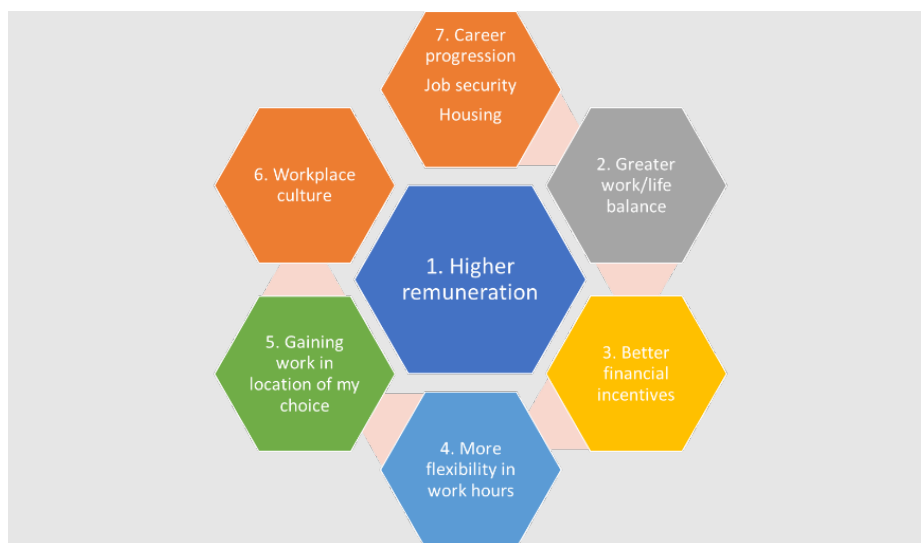 7. Career
progression
Job security
Housing
6. Workplace
culture
2. Greater
work/life
balance
1. Higher
remuneration
5. Gaining
work in
location of my
choice
3. Better
financial
incentives
4. More
flexibility in
work hours